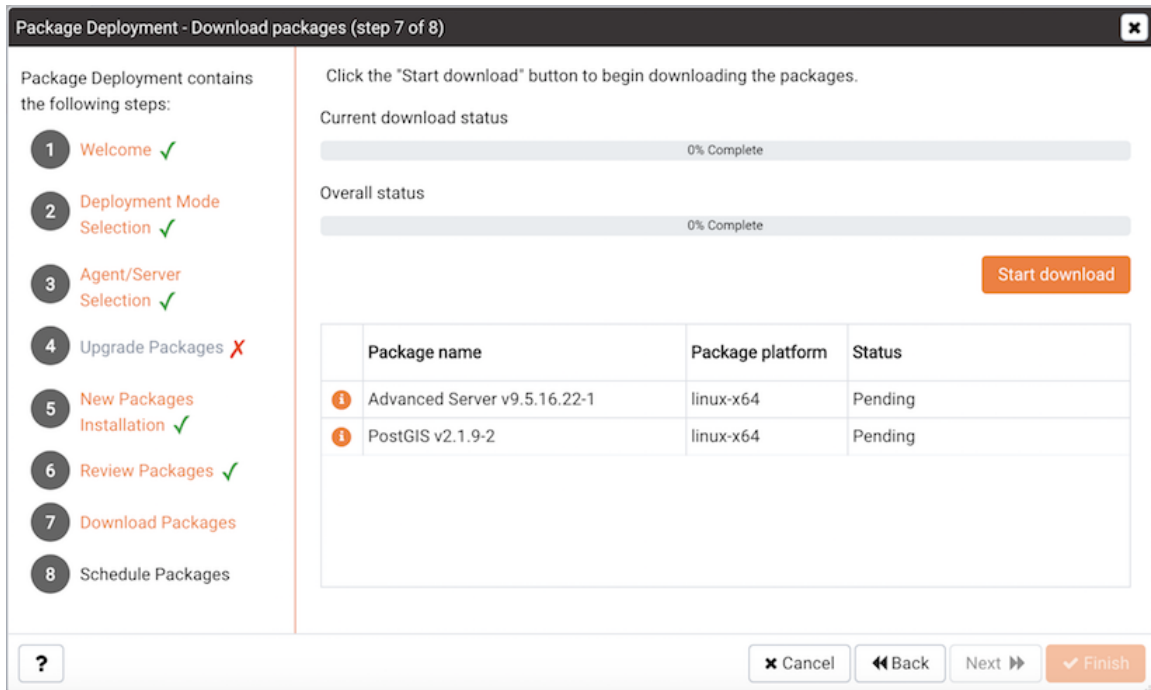 Package Deployment - Download packages (step 7 of 8)
Package Deployment contains
the following steps:
1 Welcome
2 Deployment Mode
Selection
3 Agent/Server
Selection
4 Upgrade Packages
5 New Packages
Installation
6 Review Packages
7 Download Packages
8 Schedule Packages
Click the "Start download" button to begin downloading the packages.
Current download status
0% Complete
Overall status
0% Complete
Start download
Package name Package platform Status
Advanced Server v9.5.16.22-1 linux-x64 Pending
PostGIS v2.1.9-2 linux-x64 Pending
? Cancel Back Next Finish